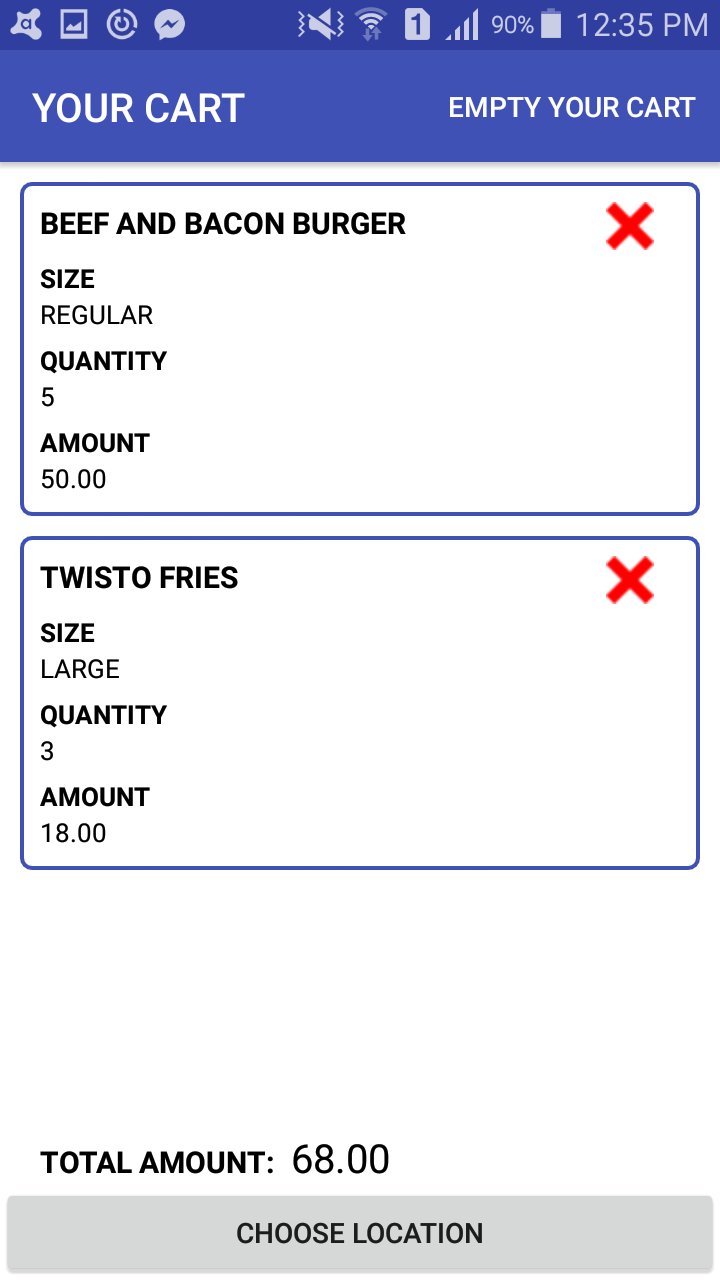 1 90% 12:35 PM
YOUR CART EMPTY YOUR CART
BEEF AND BACON BURGER
SIZE
REGULAR
QUANTITY
5
AMOUNT
50.00
TWISTO FRIES
SIZE
LARGE
QUANTITY
3
AMOUNT
18.00
TOTAL AMOUNT: 68.00
CHOOSE LOCATION